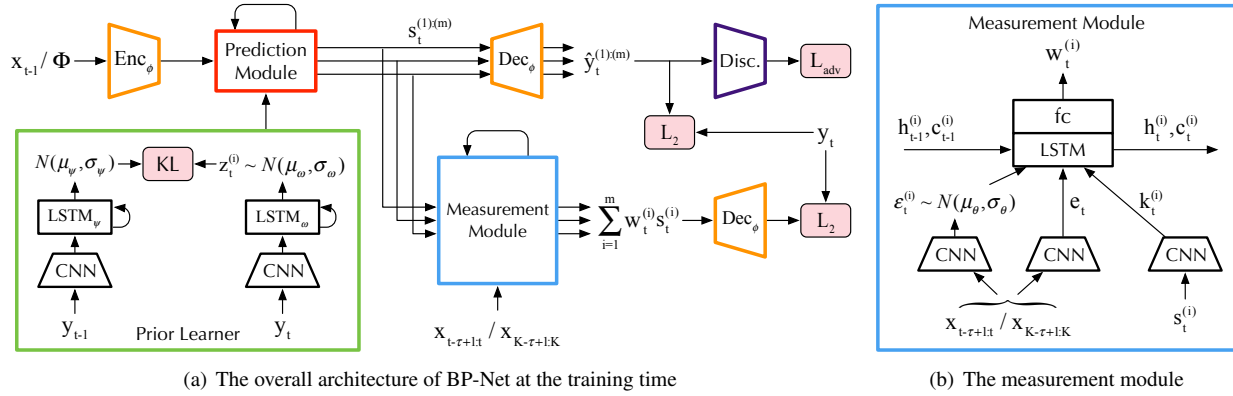 x_{t-1} / Φ
Enc_ϕ
Prediction Module
s_t^{(1):(m)}
Dec_ϕ
ŷ_t^{(1):(m)}
Disc.
L_{adv}
L_2
y_t
N(μ_ψ,σ_ψ)
KL
z_t^{(i)} ~ N(μ_ω,σ_ω)
LSTM_ψ
LSTM_ω
CNN
CNN
y_{t-1}
y_t
Prior Learner
Measurement Module
∑_{i=1}^{m} w_t^{(i)} s_t^{(i)}
Dec_ϕ
L_2
x_{t-τ+1:t} / x_{K-τ+1:K}
(a) The overall architecture of BP-Net at the training time
Measurement Module
w_t^{(i)}
fc
h_{t-1}^{(i)},c_{t-1}^{(i)}
LSTM
h_t^{(i)},c_t^{(i)}
ε_t^{(i)} ~ N(μ_θ,σ_θ)
e_t
k_t^{(i)}
CNN
CNN
CNN
x_{t-τ+1:t} / x_{K-τ+1:K}
s_t^{(i)}
(b) The measurement module